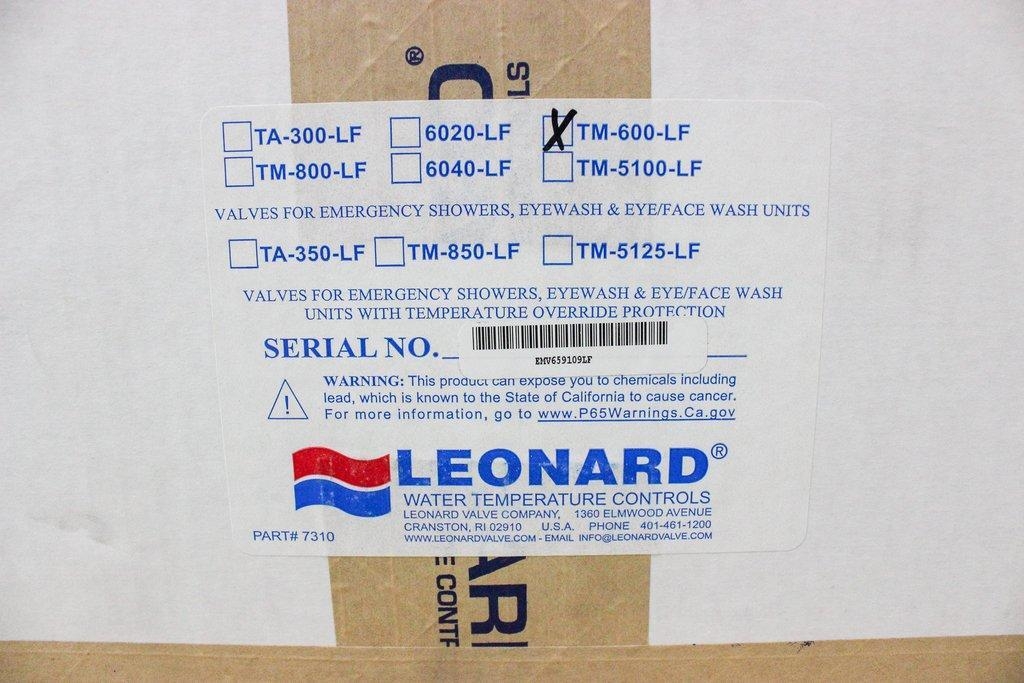 ®
C
ST
TA-300-LF 6020-LF X TM-600-LF
TM-800-LF 6040-LF TM-5100-LF
VALVES FOR EMERGENCY SHOWERS, EYEWASH & EYE/FACE WASH UNITS
TA-350-LF TM-850-LF TM-5125-LF
VALVES FOR EMERGENCY SHOWERS, EYEWASH & EYE/FACE WASH
UNITS WITH TEMPERATURE OVERRIDE PROTECTION
SERIAL NO.
EMV659109LF
WARNING: This product can expose you to chemicals including
lead, which is known to the State of California to cause cancer.
For more information, go to www.P65Warnings.Ca.gov
!
LEONARD®
WATER TEMPERATURE CONTROLS
LEONARD VALVE COMPANY, 1360 ELMWOOD AVENUE
CRANSTON, RI 02910 U.S.A. PHONE 401-461-1200
WWW.LEONARDVALVE.COM - EMAIL INFO@LEONARDVALVE.COM
PART# 7310
AR
E CONTR